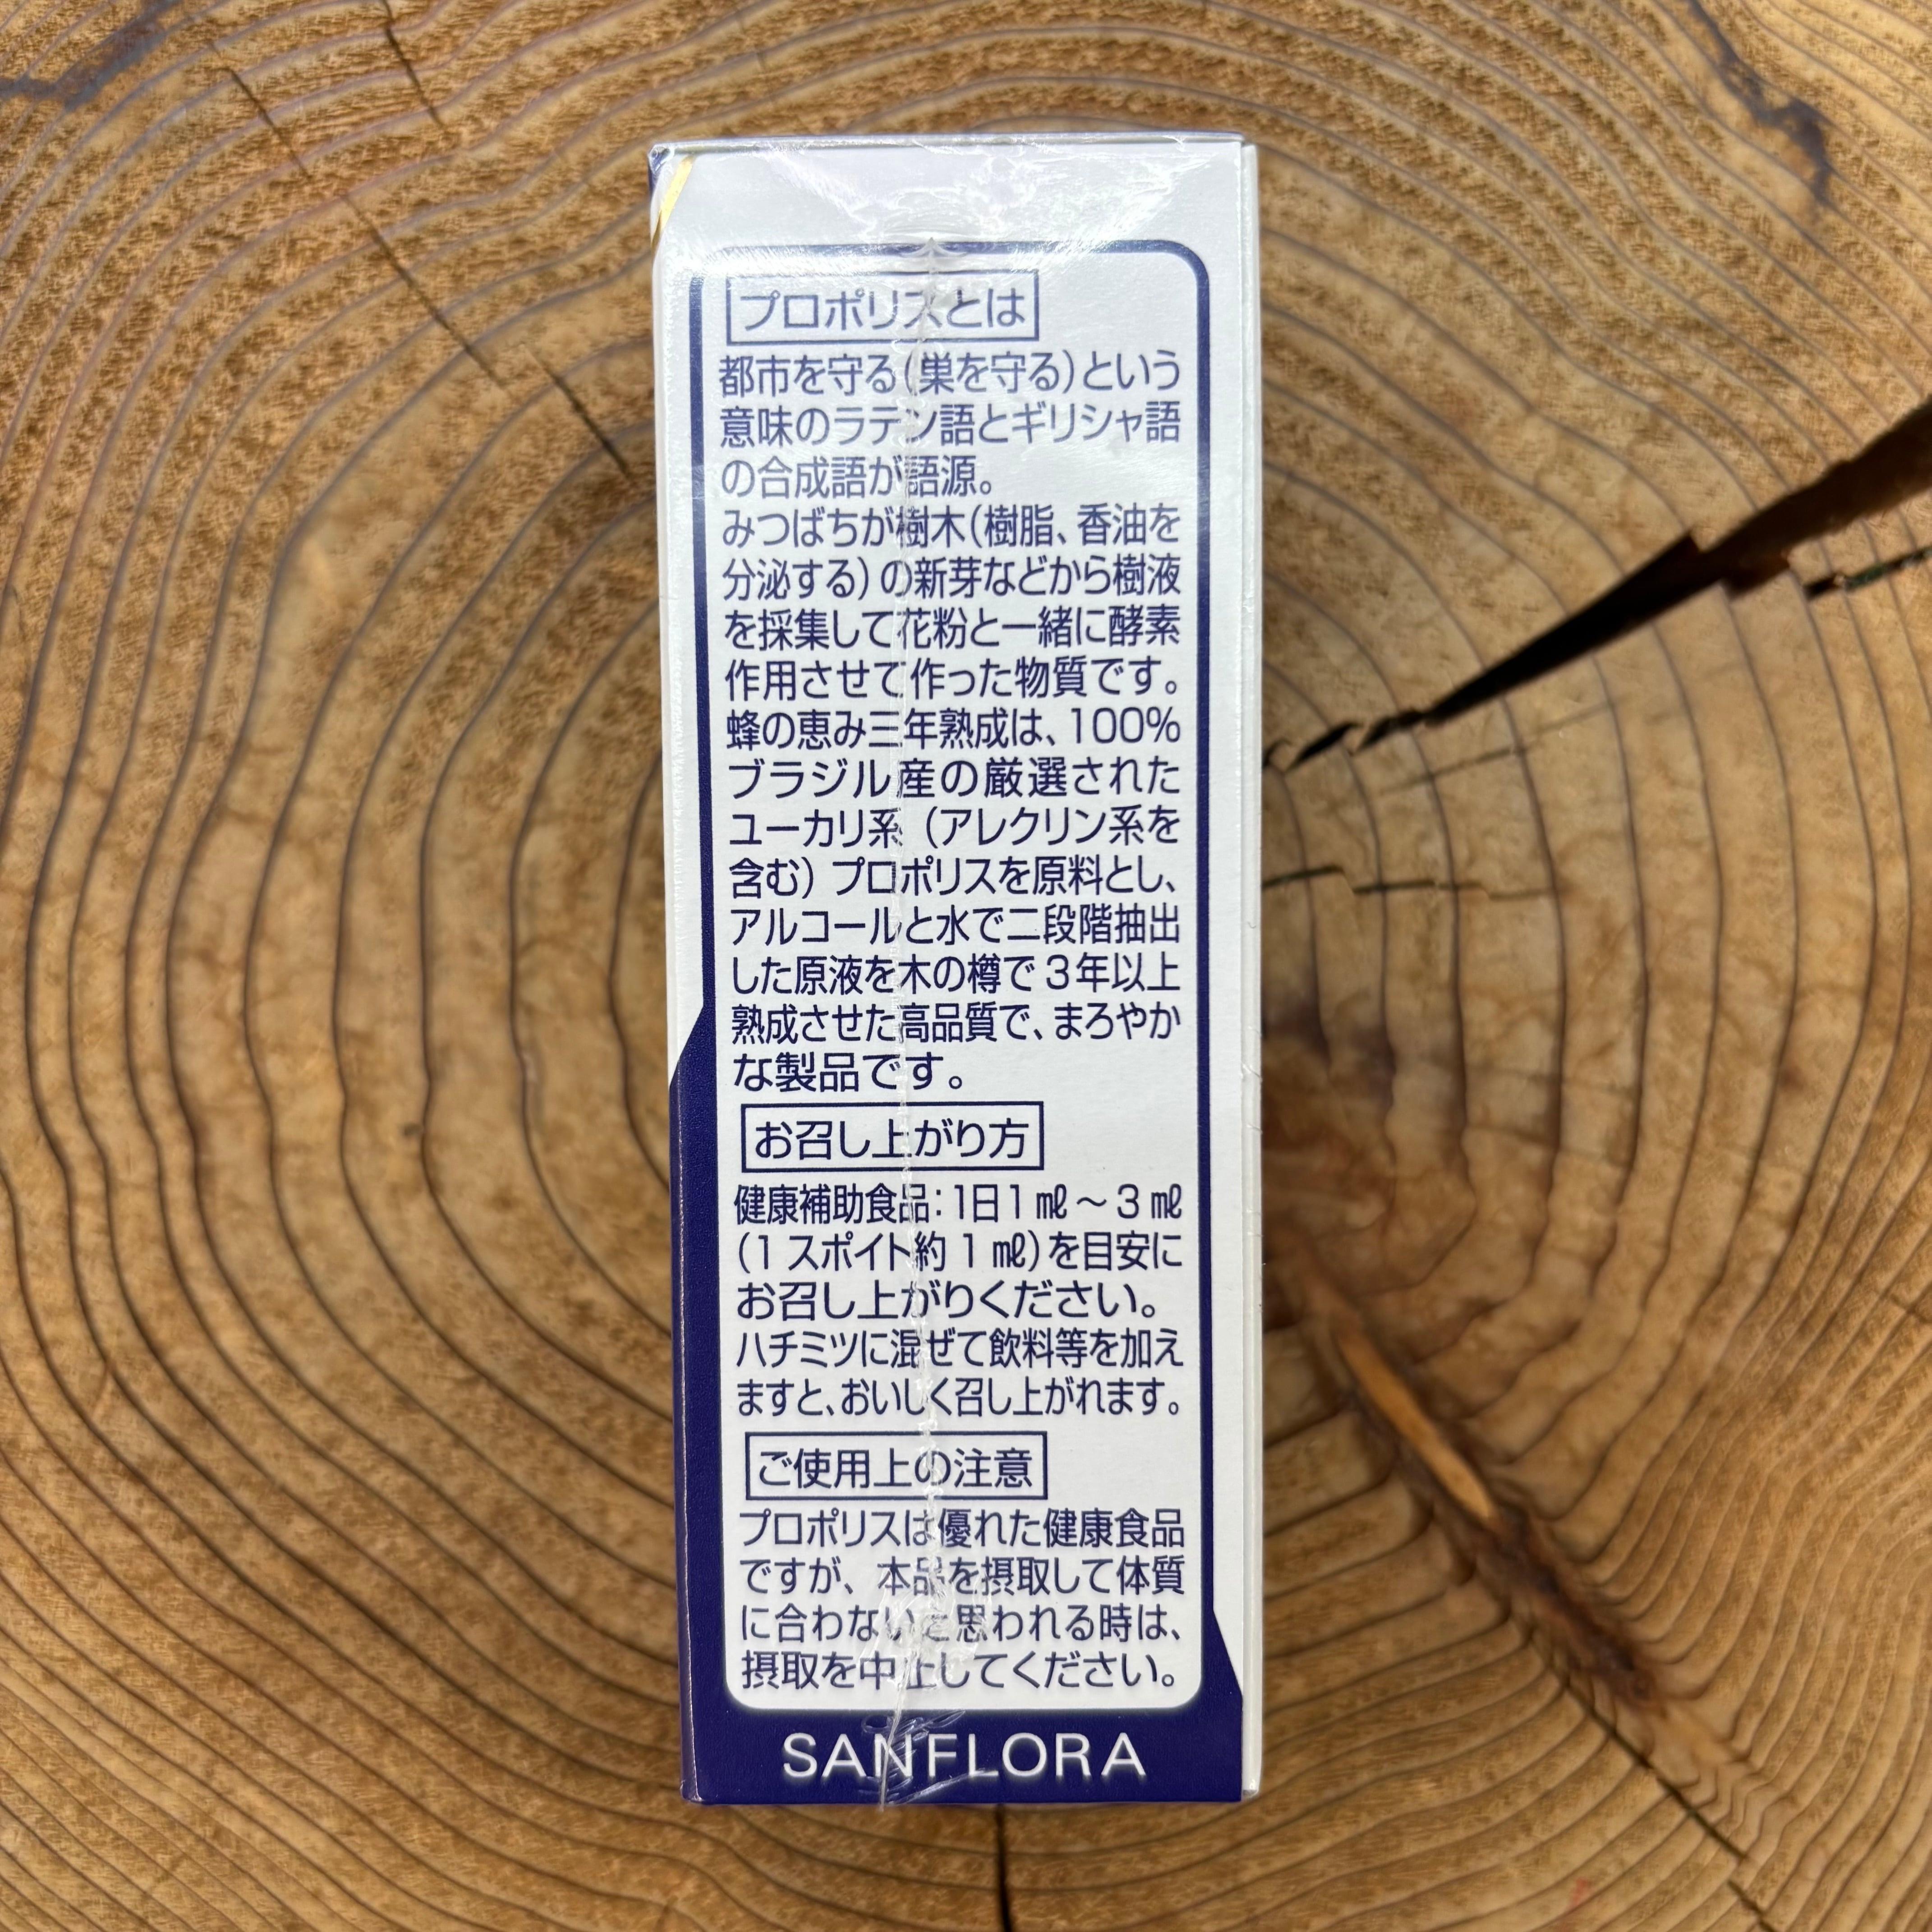 プロポリスとは
都市を守る(巣を守る)という
意味のラテン語とギリシャ語
の合成語が語源。
みつばちが樹木(樹脂、香油を
分泌する)の新芽などから樹液
を採集して花粉と一緒に酵素
作用させて作った物質です。
蜂の恵み三年熟成は、100%
ブラジル産の厳選された
ユーカリ系(アレクリン系を
含む)プロポリスを原料とし、
アルコールと水で二段階抽出
した原液を木の樽で3年以上
熟成させた高品質で、まろやか
な製品です。
お召し上がり方
健康補助食品:1日1㎖～3㎖
(1スポイト約1㎖)を目安に
お召し上がりください。
ハチミツに混ぜて飲料等を加え
ますと、おいしく召し上がれます。
ご使用上の注意
プロポリスは優れた健康食品
ですが、本品を摂取して体質
に合わないと思われる時は、
摂取を中止してください。
SANFLORA